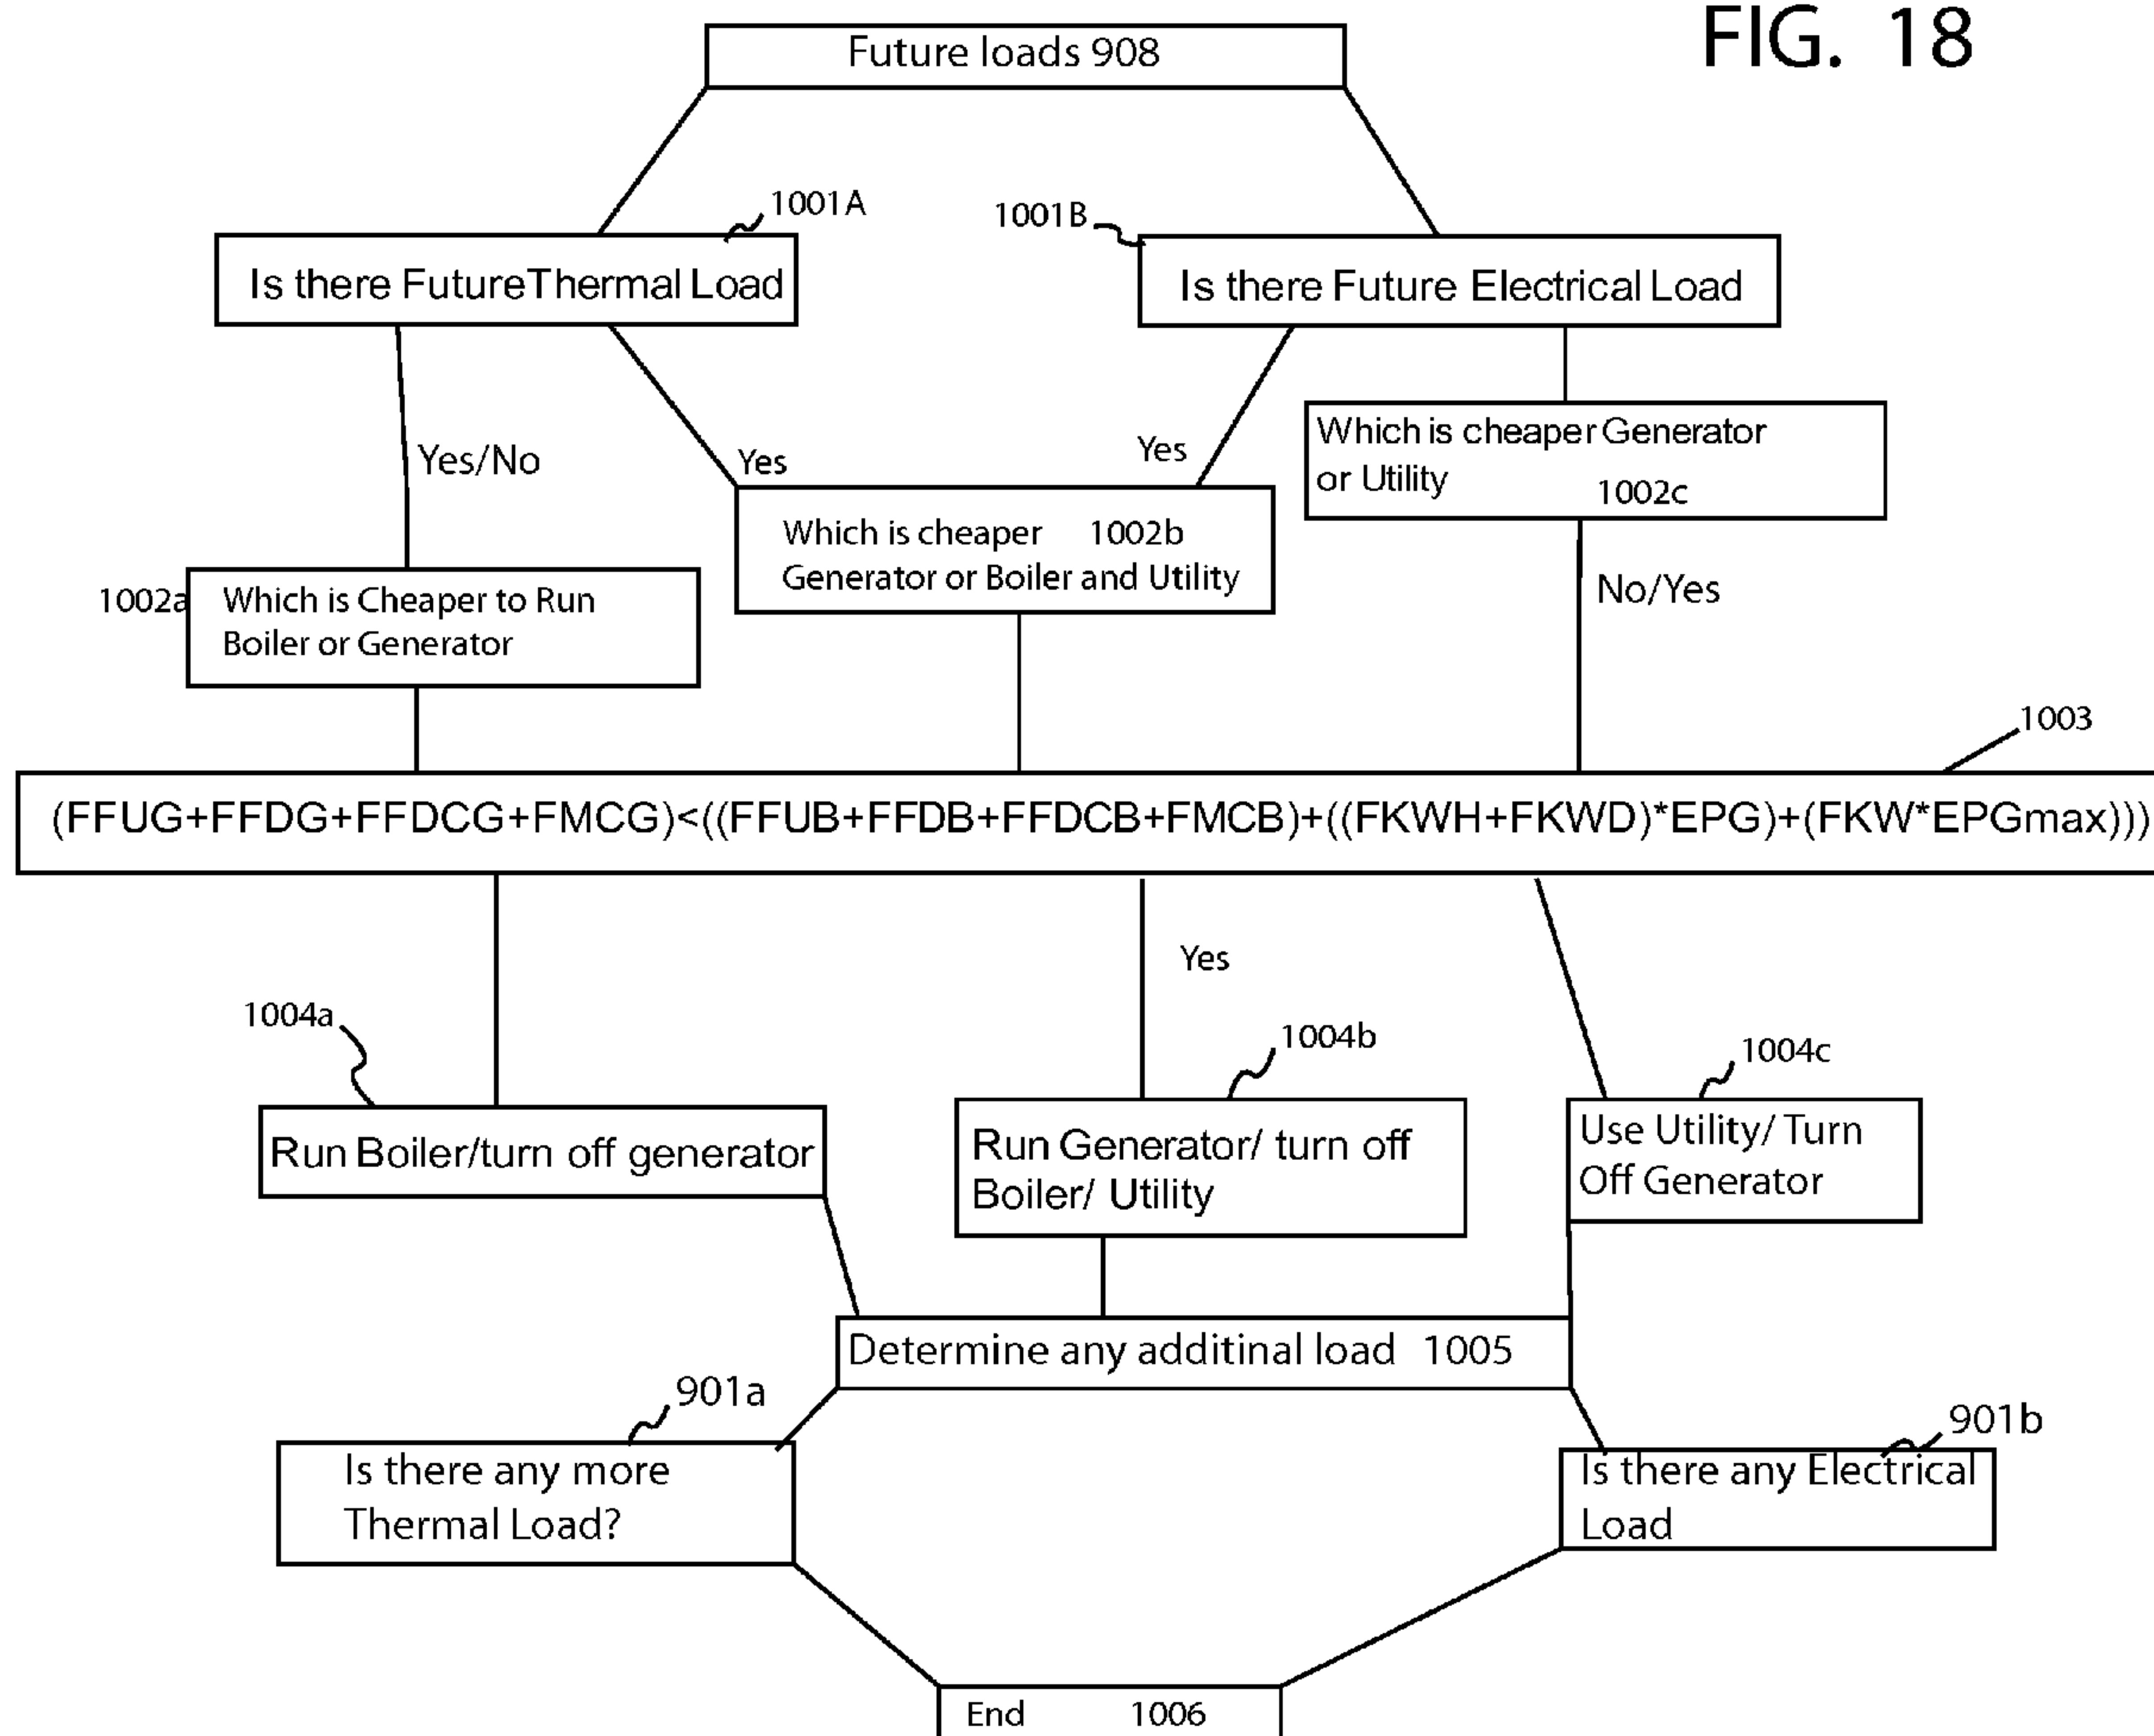 FIG. 18
Future loads 908
1001A
1001B
Is there FutureThermal Load
Is there Future Electrical Load
Which is cheaper Generator
or Utility
1002c
Yes/No
Yes
Yes
Which is cheaper 1002b
Generator or Boiler and Utility
No/Yes
1002a
Which is Cheaper to Run
Boiler or Generator
1003
(FFUG+FFDG+FFDCG+FMCG)<((FFUB+FFDB+FFDCB+FMCB)+((FKWH+FKWD)*EPG)+(FKW*EPGmax)))
Yes
1004a
1004b
1004c
Run Boiler/turn off generator
Run Generator/ turn off
Boiler/ Utility
Use Utility/ Turn
Off Generator
Determine any additinal load 1005
901a
901b
Is there any more
Thermal Load?
Is there any Electrical
Load
End 1006